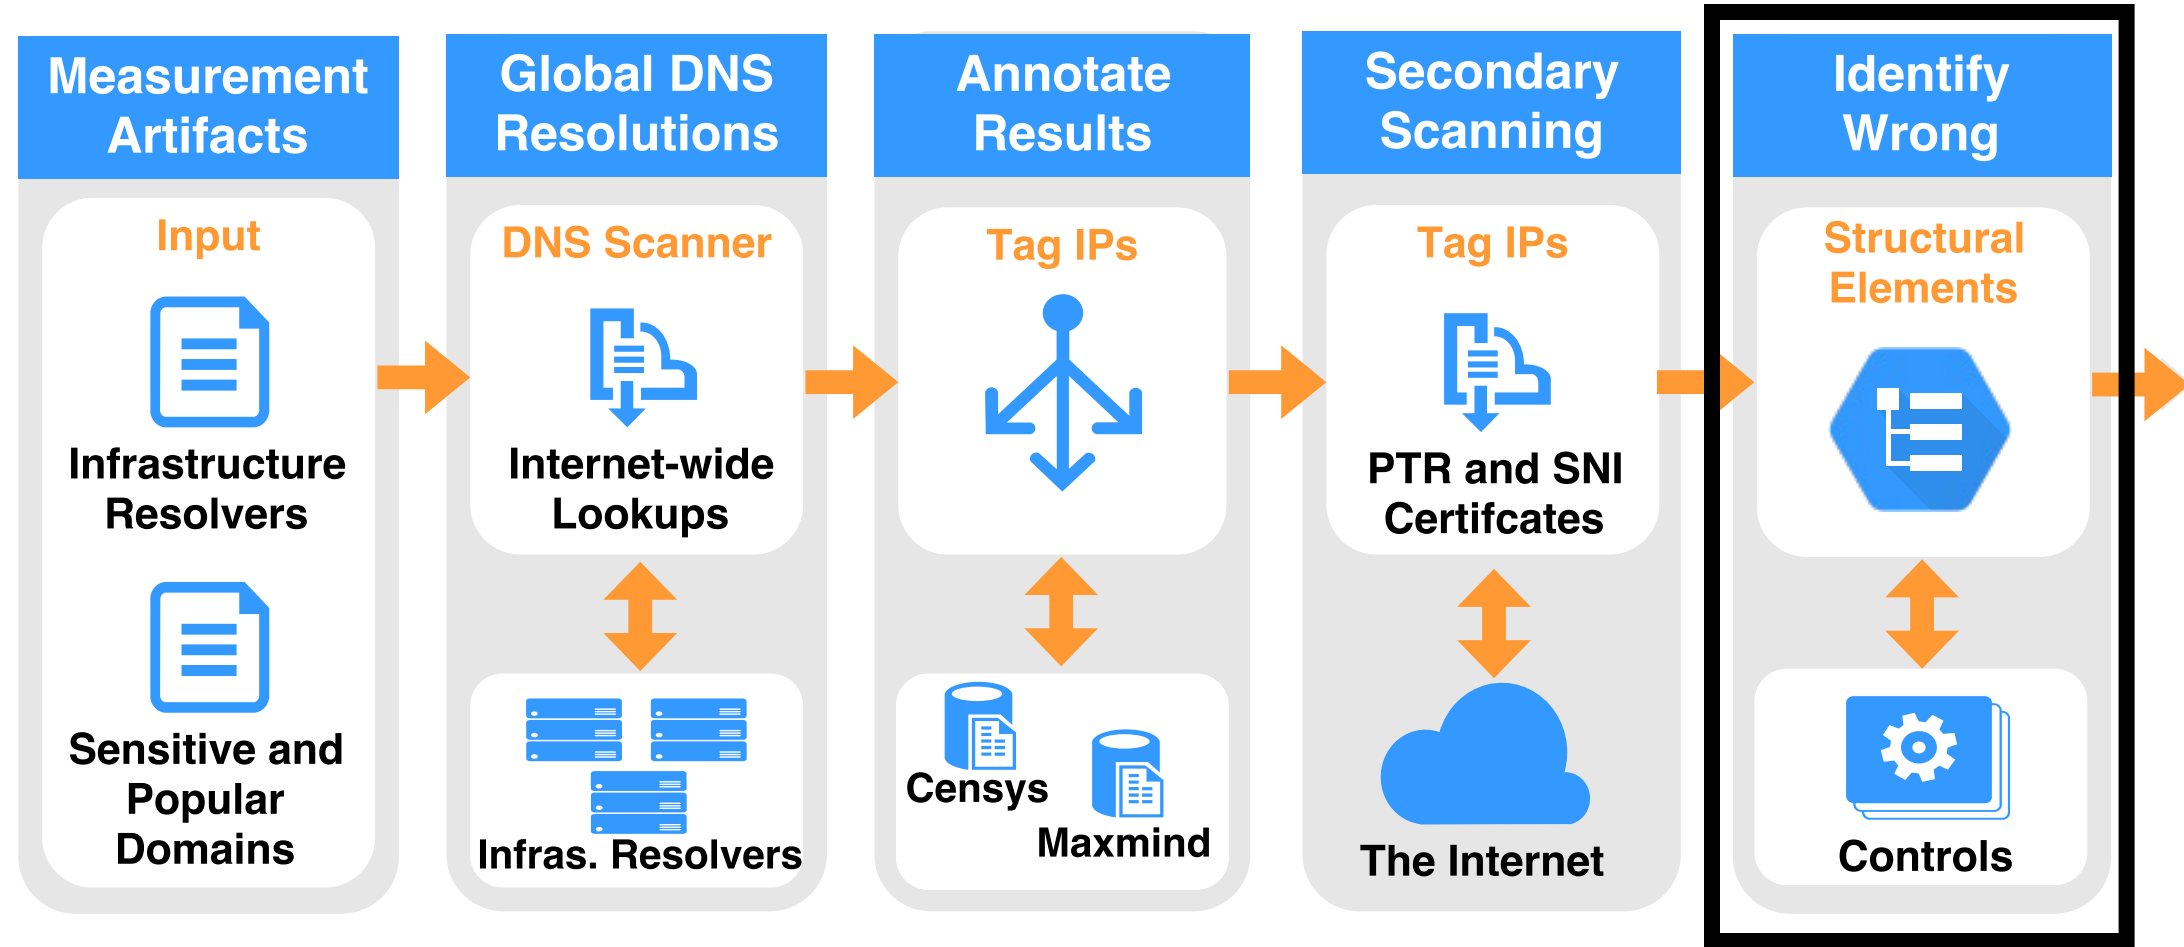 Measurement
Artifacts
Input
Infrastructure
Resolvers
Sensitive and
Popular
Domains
Global DNS
Resolutions
DNS Scanner
Internet-wide
Lookups
Infras. Resolvers
Annotate
Results
Tag IPs
Censys
Maxmind
Secondary
Scanning
Tag IPs
PTR and SNI
Certifcates
The Internet
Identify
Wrong
Structural
Elements
Controls